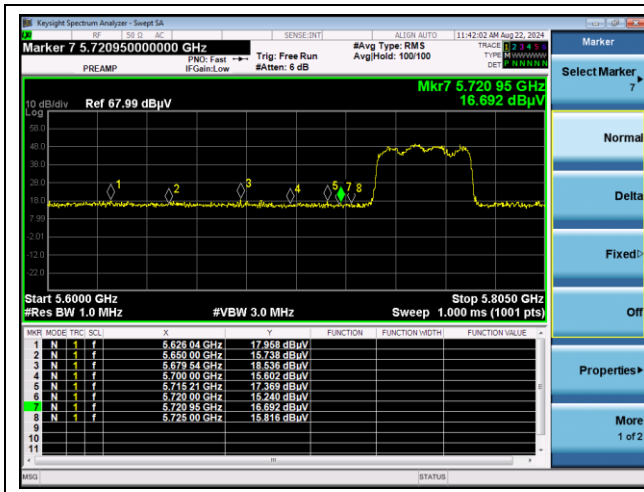 Keysight Spectrum Analyzer - Swept SA
RF 50 Ω AC SENSE:INT ALIGN AUTO 11:42:02 AM Aug 22, 2024
Marker 7 5.720950000000 GHz
PREAMP
PNO: Fast
IFGain:Low
Trig: Free Run
#Atten: 6 dB
#Avg Type: RMS
Avg|Hold: 100/100
TRACE 1 2 3 4 5 6
TYPE M WWWWW
DET P N N N N N
Mkr7 5.720 95 GHz
16.692 dBµV
10 dB/div Ref 67.99 dBµV
Log
58.0
48.0
38.0
28.0
18.0
7.99
-2.01
-12.0
-22.0
1 2 3 4 5 7 8
Start 5.6000 GHz Stop 5.8050 GHz
#Res BW 1.0 MHz #VBW 3.0 MHz Sweep 1.000 ms (1001 pts)
MKR MODE TRC SCL X Y FUNCTION FUNCTION WIDTH FUNCTION VALUE
1 N 1 f 5.626 04 GHz 17.958 dBµV
2 N 1 f 5.650 00 GHz 15.738 dBµV
3 N 1 f 5.679 54 GHz 18.536 dBµV
4 N 1 f 5.700 00 GHz 15.602 dBµV
5 N 1 f 5.715 21 GHz 17.369 dBµV
6 N 1 f 5.720 00 GHz 15.240 dBµV
7 N 1 f 5.720 95 GHz 16.692 dBµV
8 N 1 f 5.725 00 GHz 15.816 dBµV
9
10
11
MSG STATUS
Marker
Select Marker
7
Normal
Delta
Fixed
Off
Properties
More
1 of 2